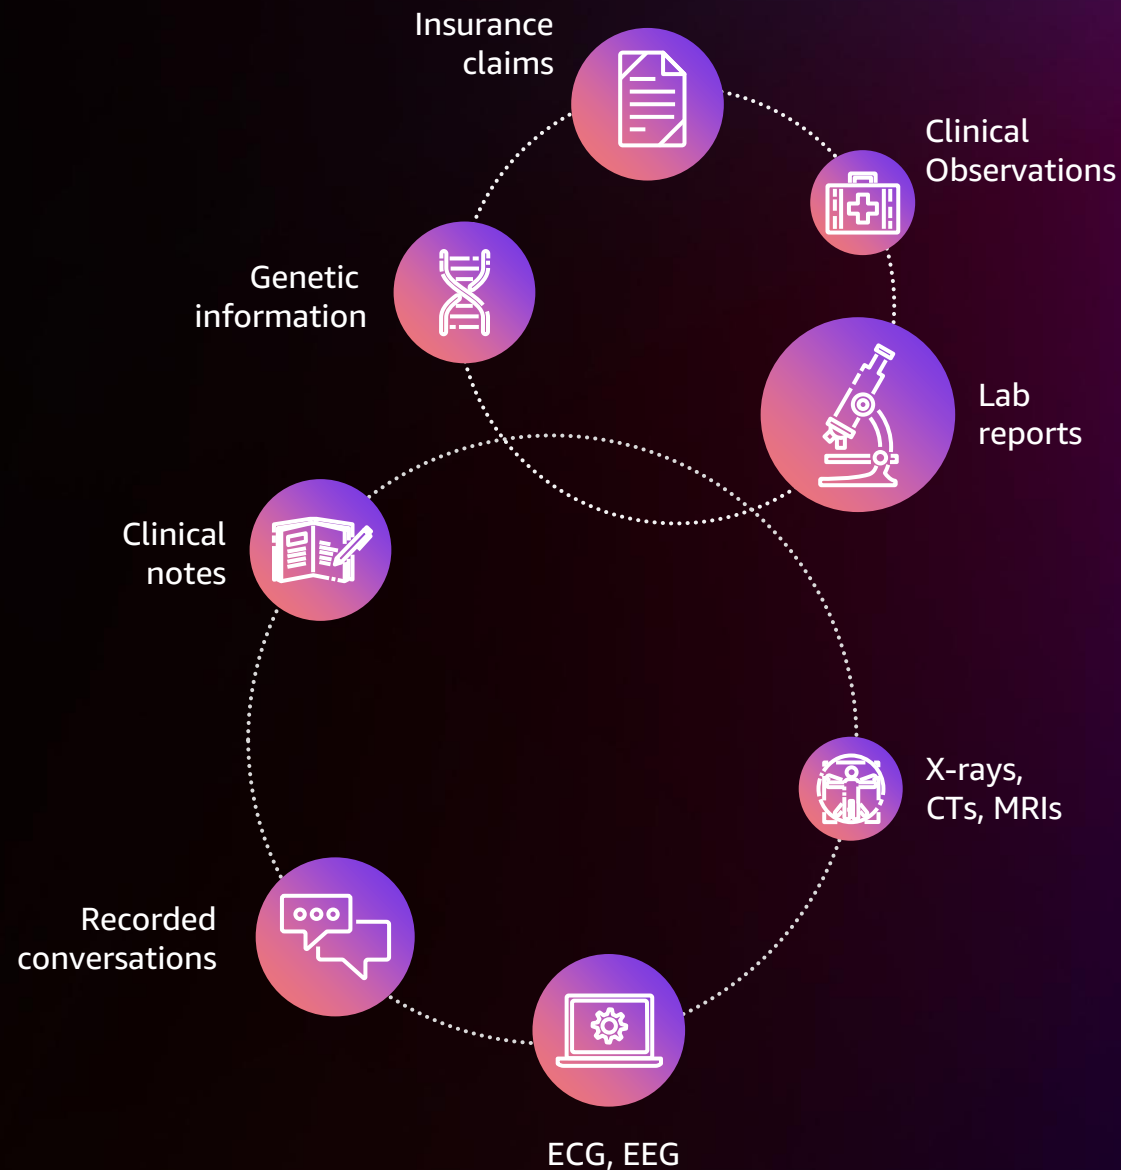 Insurance
claims
Clinical
Observations
Genetic
information
Lab
reports
Clinical
notes
X-rays,
CTs, MRIs
Recorded
conversations
ECG, EEG